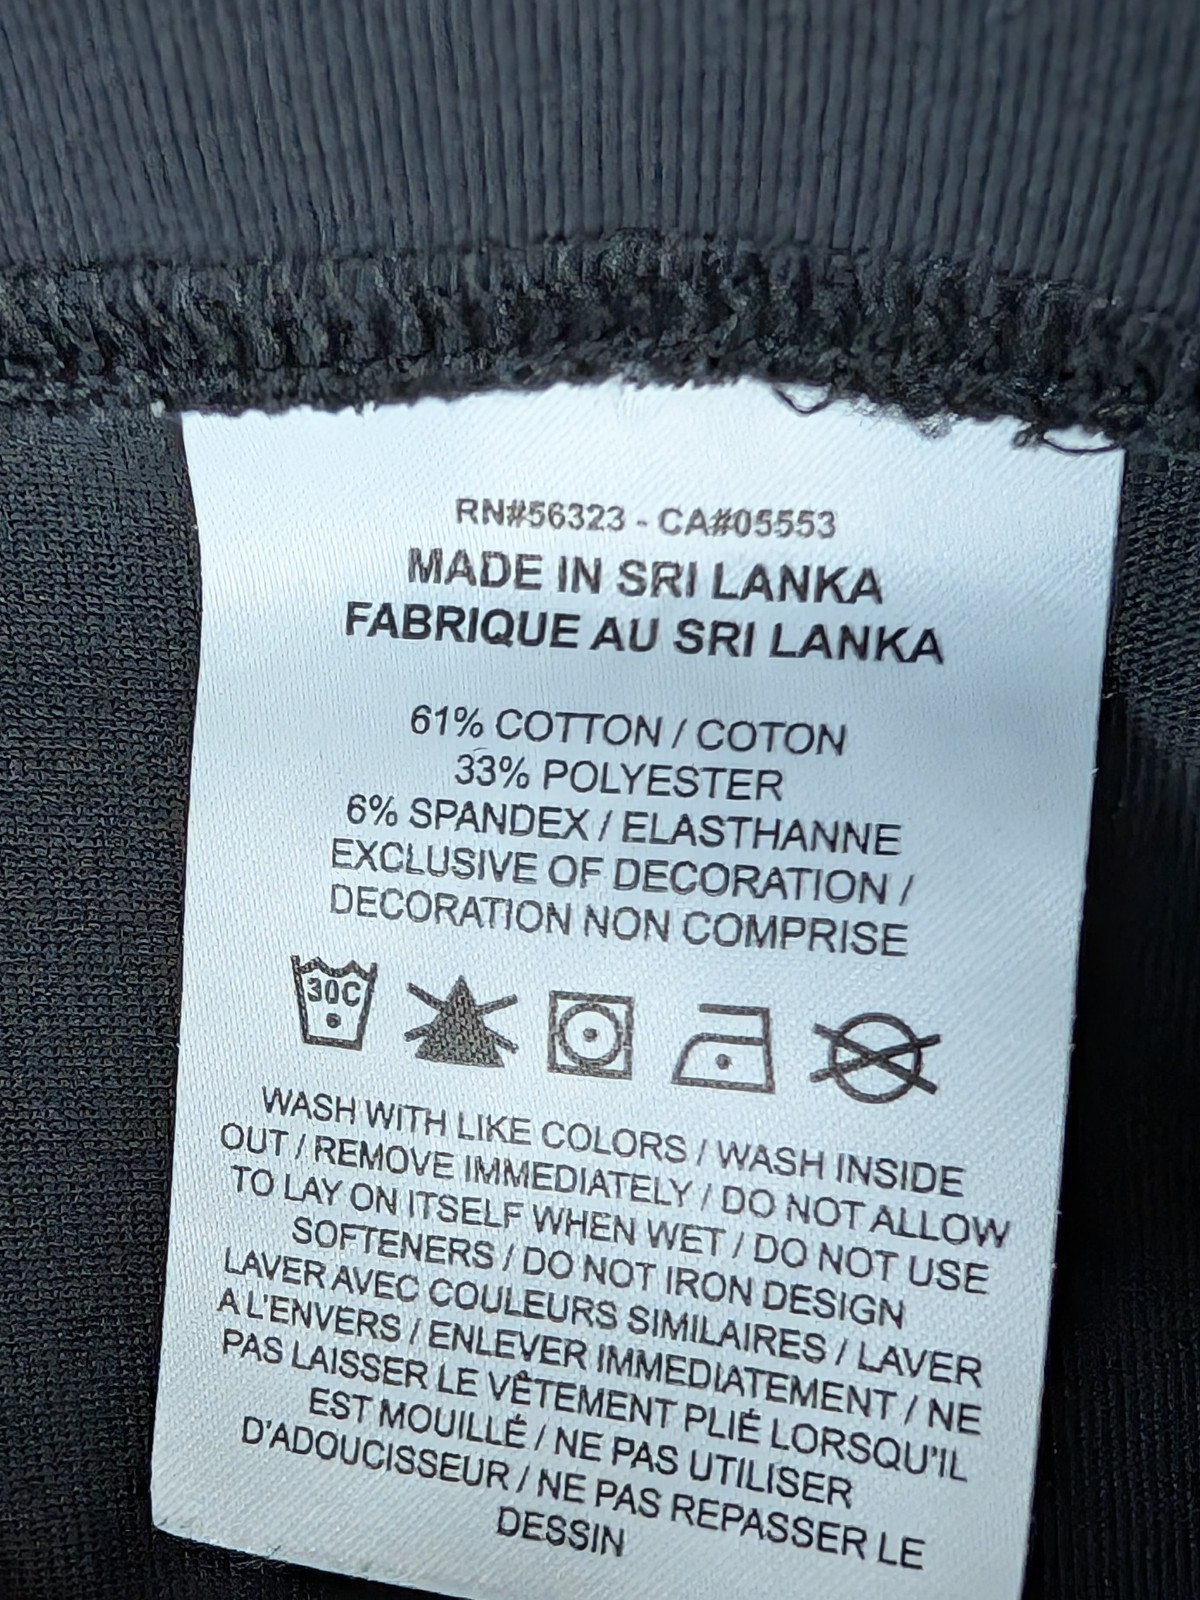 RN#56323 - CA#05553
MADE IN SRI LANKA
FABRIQUE AU SRI LANKA
61% COTTON / COTON
33% POLYESTER
6% SPANDEX / ELASTHANNE
EXCLUSIVE OF DECORATION /
DECORATION NON COMPRISE
30C
WASH WITH LIKE COLORS / WASH INSIDE
OUT / REMOVE IMMEDIATELY / DO NOT ALLOW
TO LAY ON ITSELF WHEN WET / DO NOT USE
SOFTENERS / DO NOT IRON DESIGN
LAVER AVEC COULEURS SIMILAIRES / LAVER
A L'ENVERS / ENLEVER IMMEDIATEMENT / NE
PAS LAISSER LE VÊTEMENT PLIÉ LORSQU'IL
EST MOUILLÉ / NE PAS UTILISER
D'ADOUCISSEUR / NE PAS REPASSER LE
DESSIN